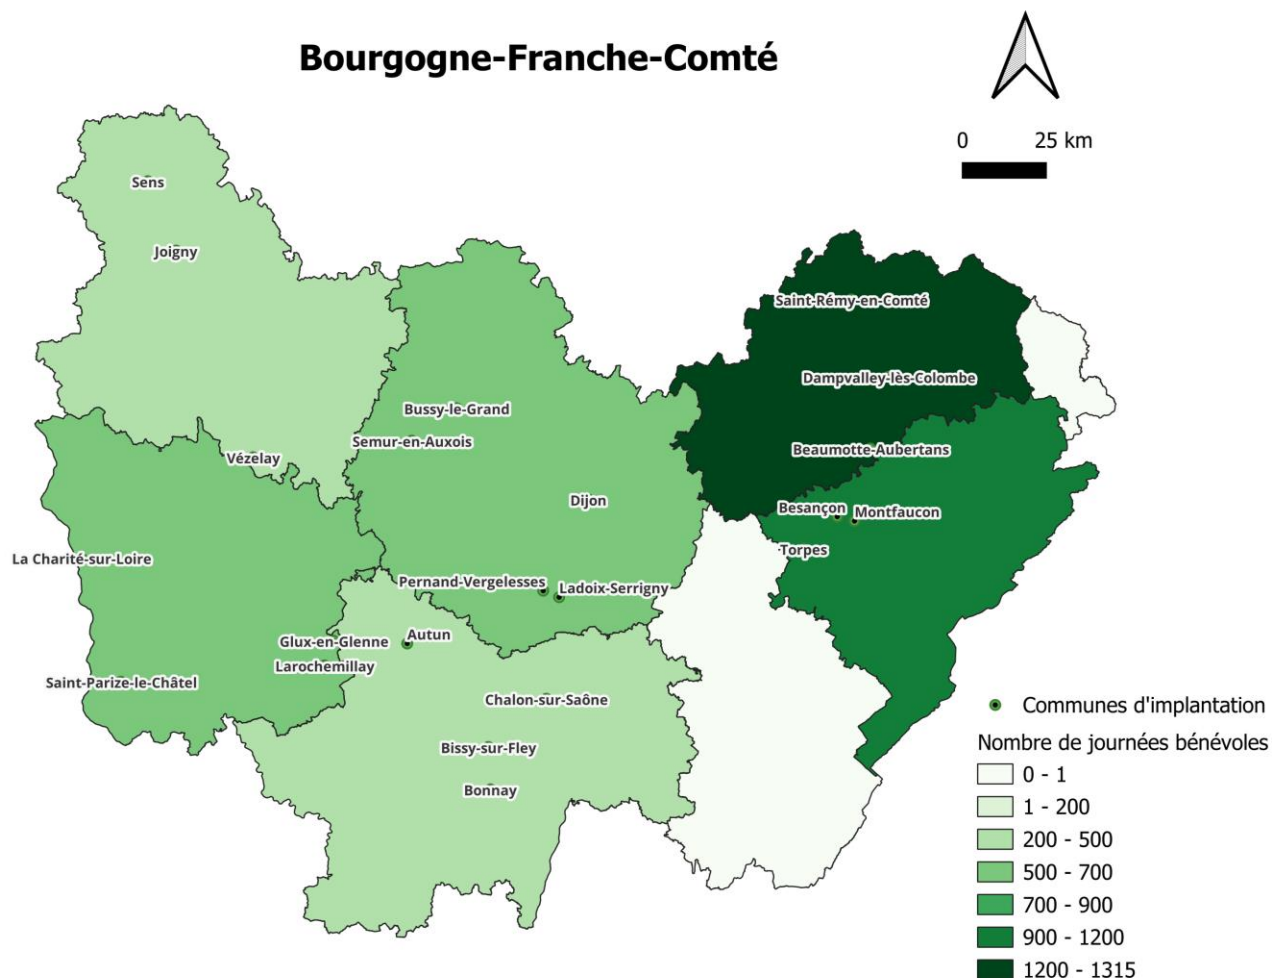 Bourgogne-Franche-Comté
0 25 km
Sens
Joigny
Saint-Rémy-en-Comté
Dampvalley-lès-Colombe
Bussy-le-Grand
Semur-en-Auxois
Beaumotte-Aubertans
Vézelay
Dijon
Besançon
Montfaucon
Torpes
La Charité-sur-Loire
Pernand-Vergelesses
Ladoix-Serrigny
Autun
Glux-en-Glenne
Larochemillay
Saint-Parize-le-Châtel
Chalon-sur-Saône
Bissy-sur-Fley
Bonnay
Communes d'implantation
Nombre de journées bénévoles
0 - 1
1 - 200
200 - 500
500 - 700
700 - 900
900 - 1200
1200 - 1315